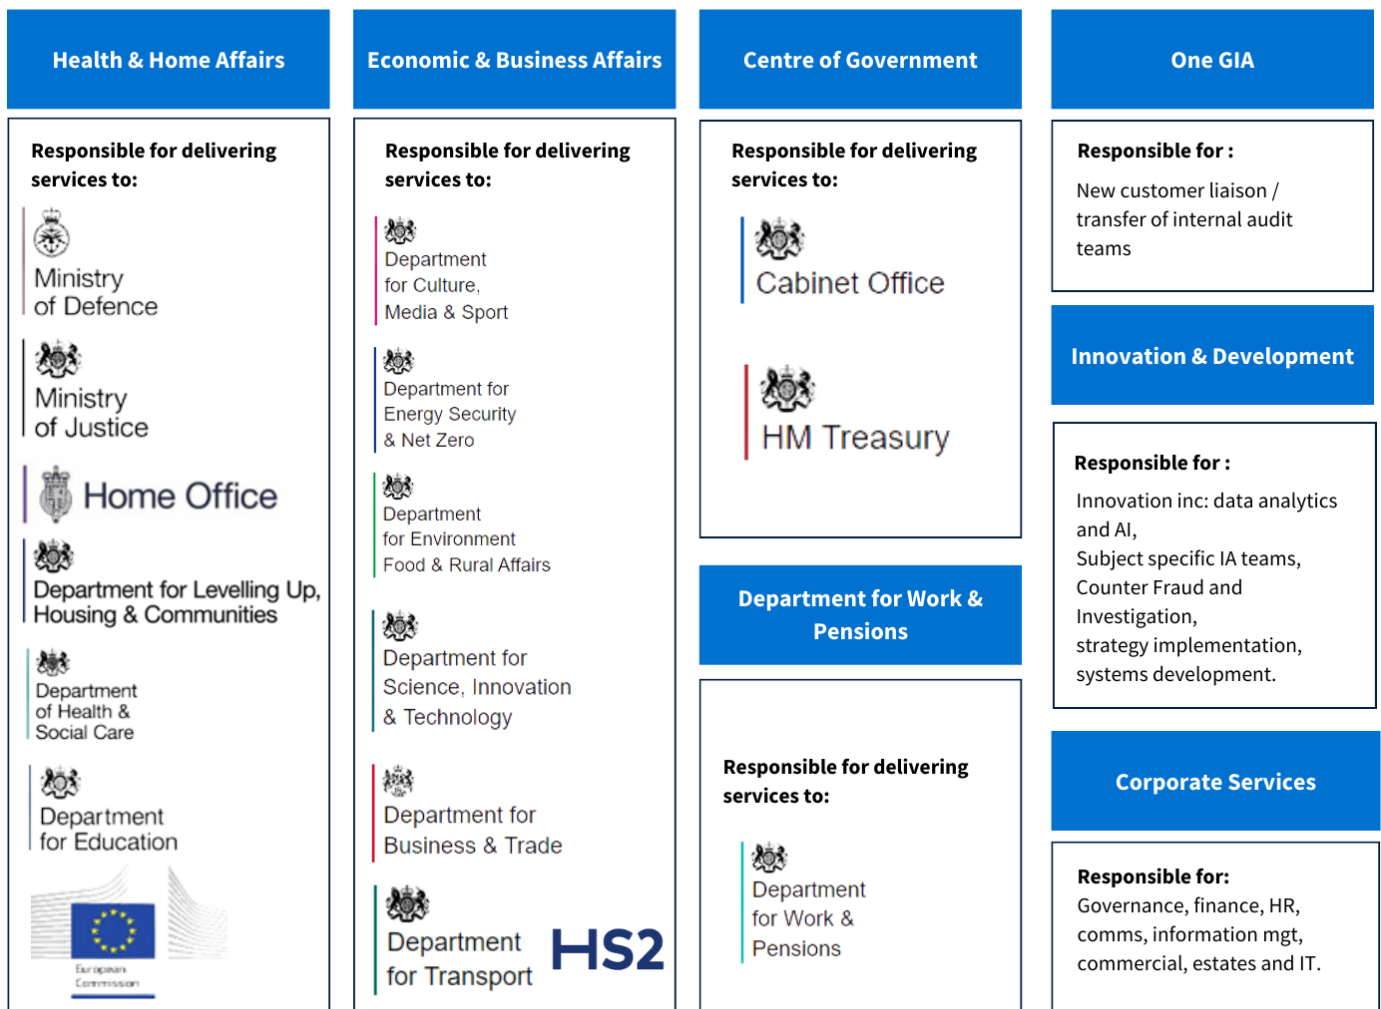 Health & Home Affairs
Responsible for delivering
services to:
Ministry
of Defence
Ministry
of Justice
Home Office
Department for Levelling Up,
Housing & Communities
Department
of Health &
Social Care
Department
for Education
European
Commission
Economic & Business Affairs
Responsible for delivering
services to:
Department
for Culture,
Media & Sport
Department for
Energy Security
& Net Zero
Department
for Environment
Food & Rural Affairs
Department for
Science, Innovation
& Technology
Department for
Business & Trade
Department
for Transport
HS2
Centre of Government
Responsible for delivering
services to:
Cabinet Office
HM Treasury
Department for Work &
Pensions
Responsible for delivering
services to:
Department
for Work &
Pensions
One GIA
Responsible for :
New customer liaison /
transfer of internal audit
teams
Innovation & Development
Responsible for :
Innovation inc: data analytics
and AI,
Subject specific IA teams,
Counter Fraud and
Investigation,
strategy implementation,
systems development.
Corporate Services
Responsible for:
Governance, finance, HR,
comms, information mgt,
commercial, estates and IT.